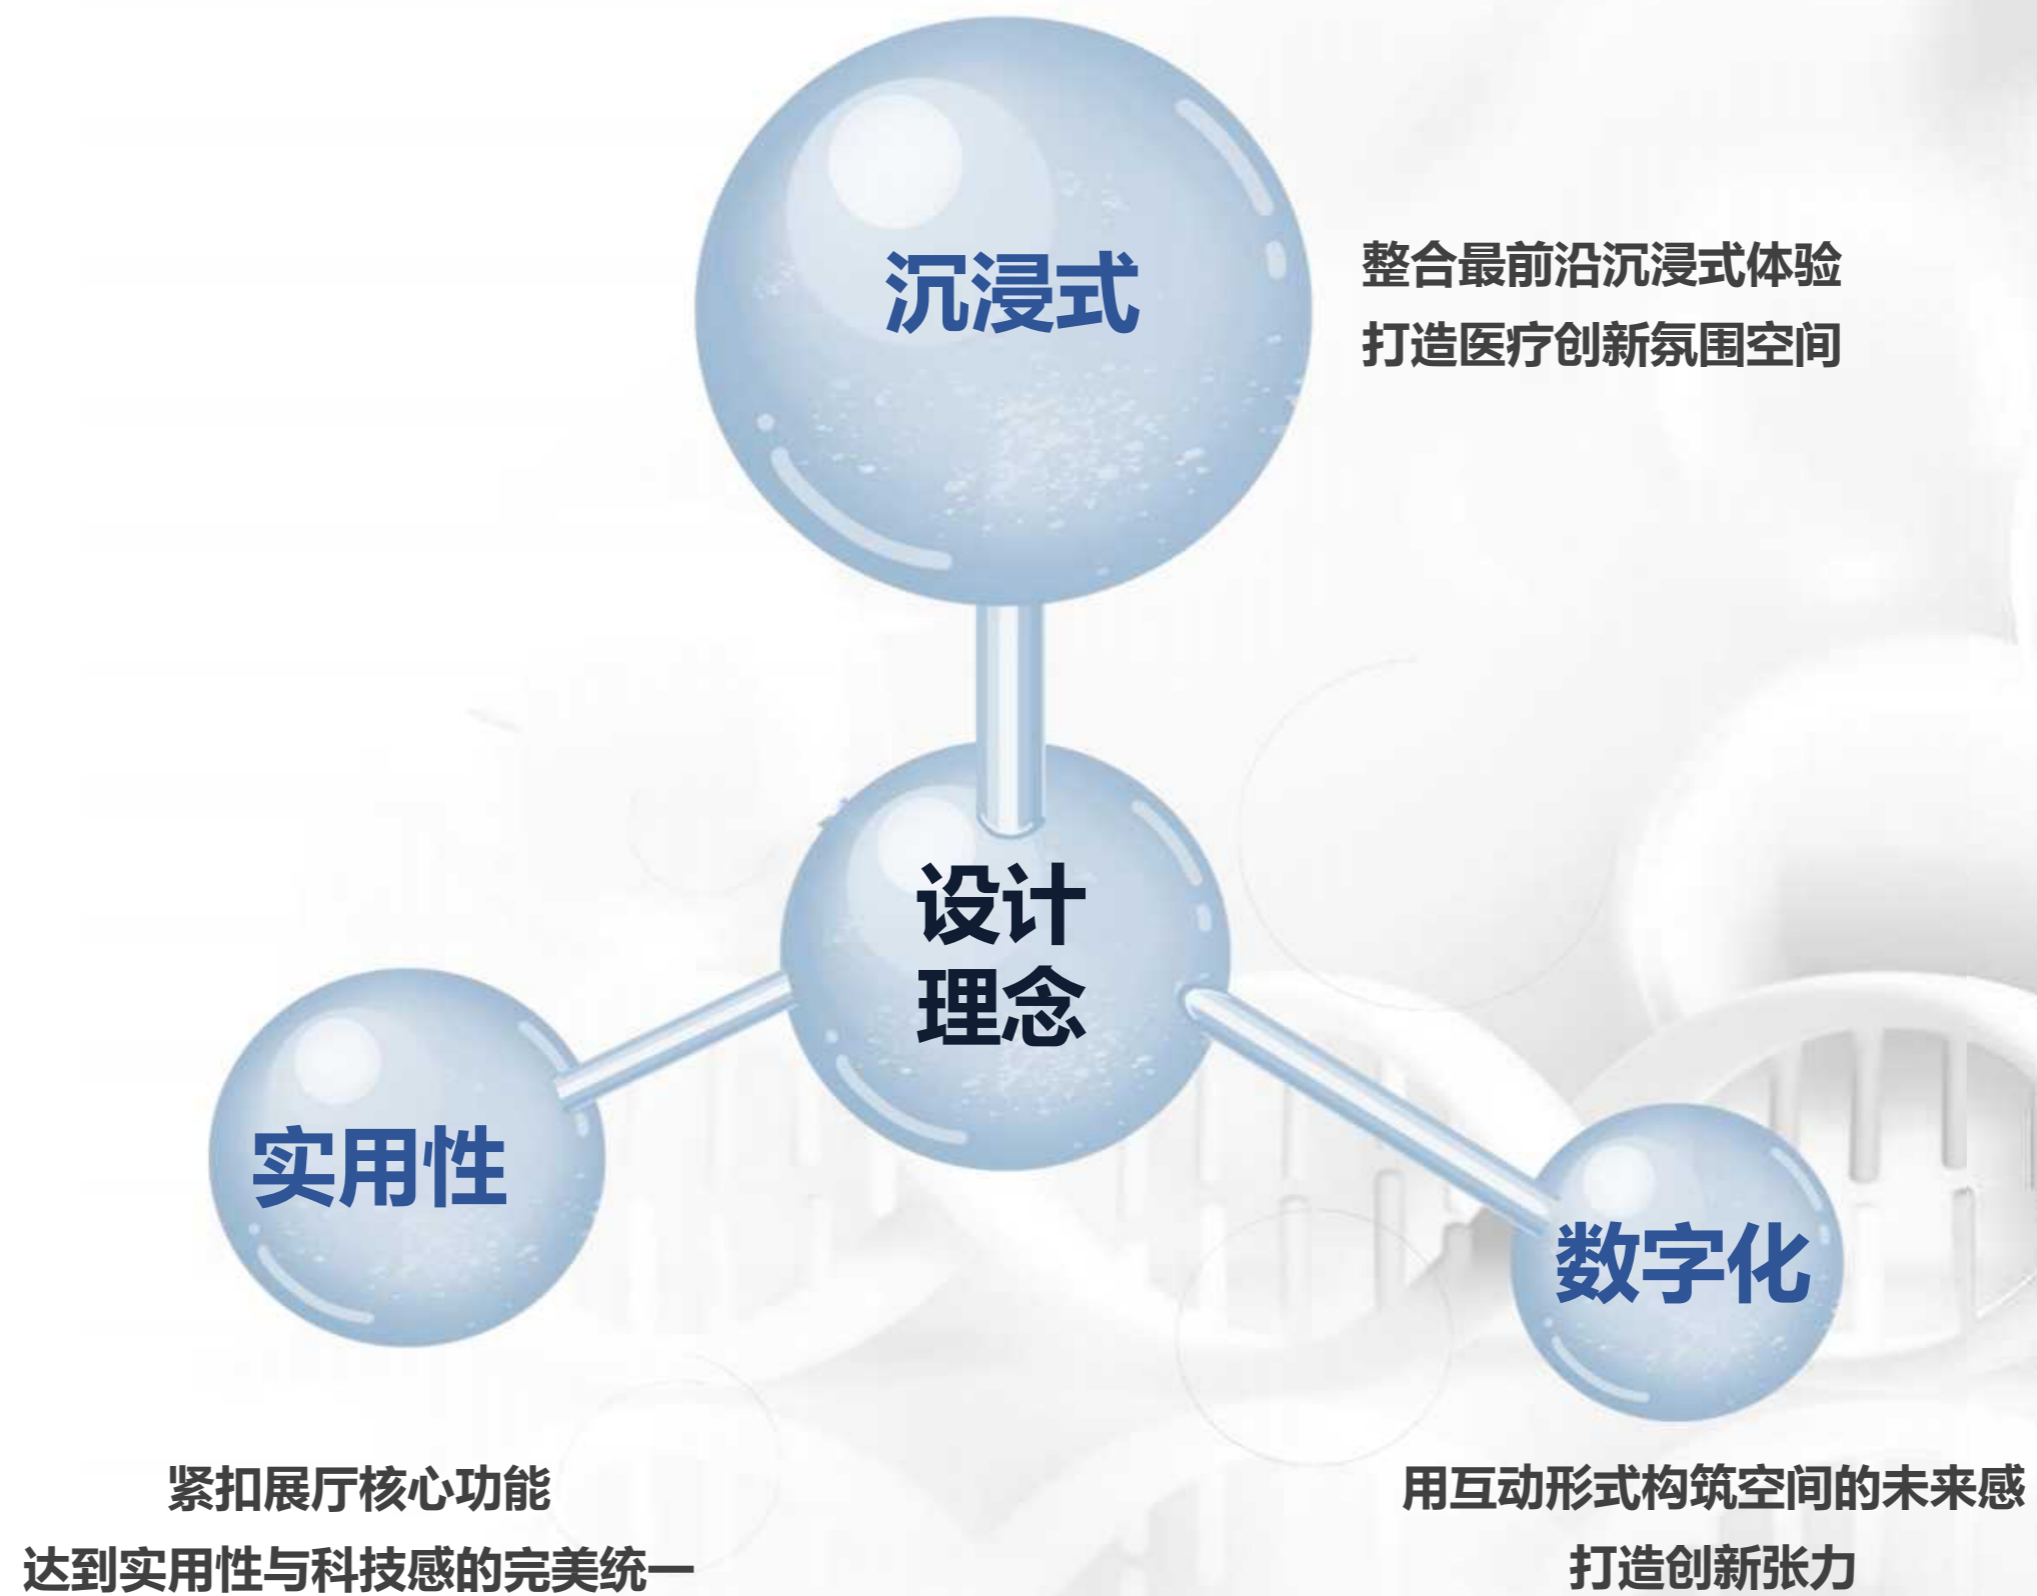 沉浸式
整合最前沿沉浸式体验
打造医疗创新氛围空间
设计
理念
实用性
紧扣展厅核心功能
达到实用性与科技感的完美统一
数字化
用互动形式构筑空间的未来感
打造创新张力